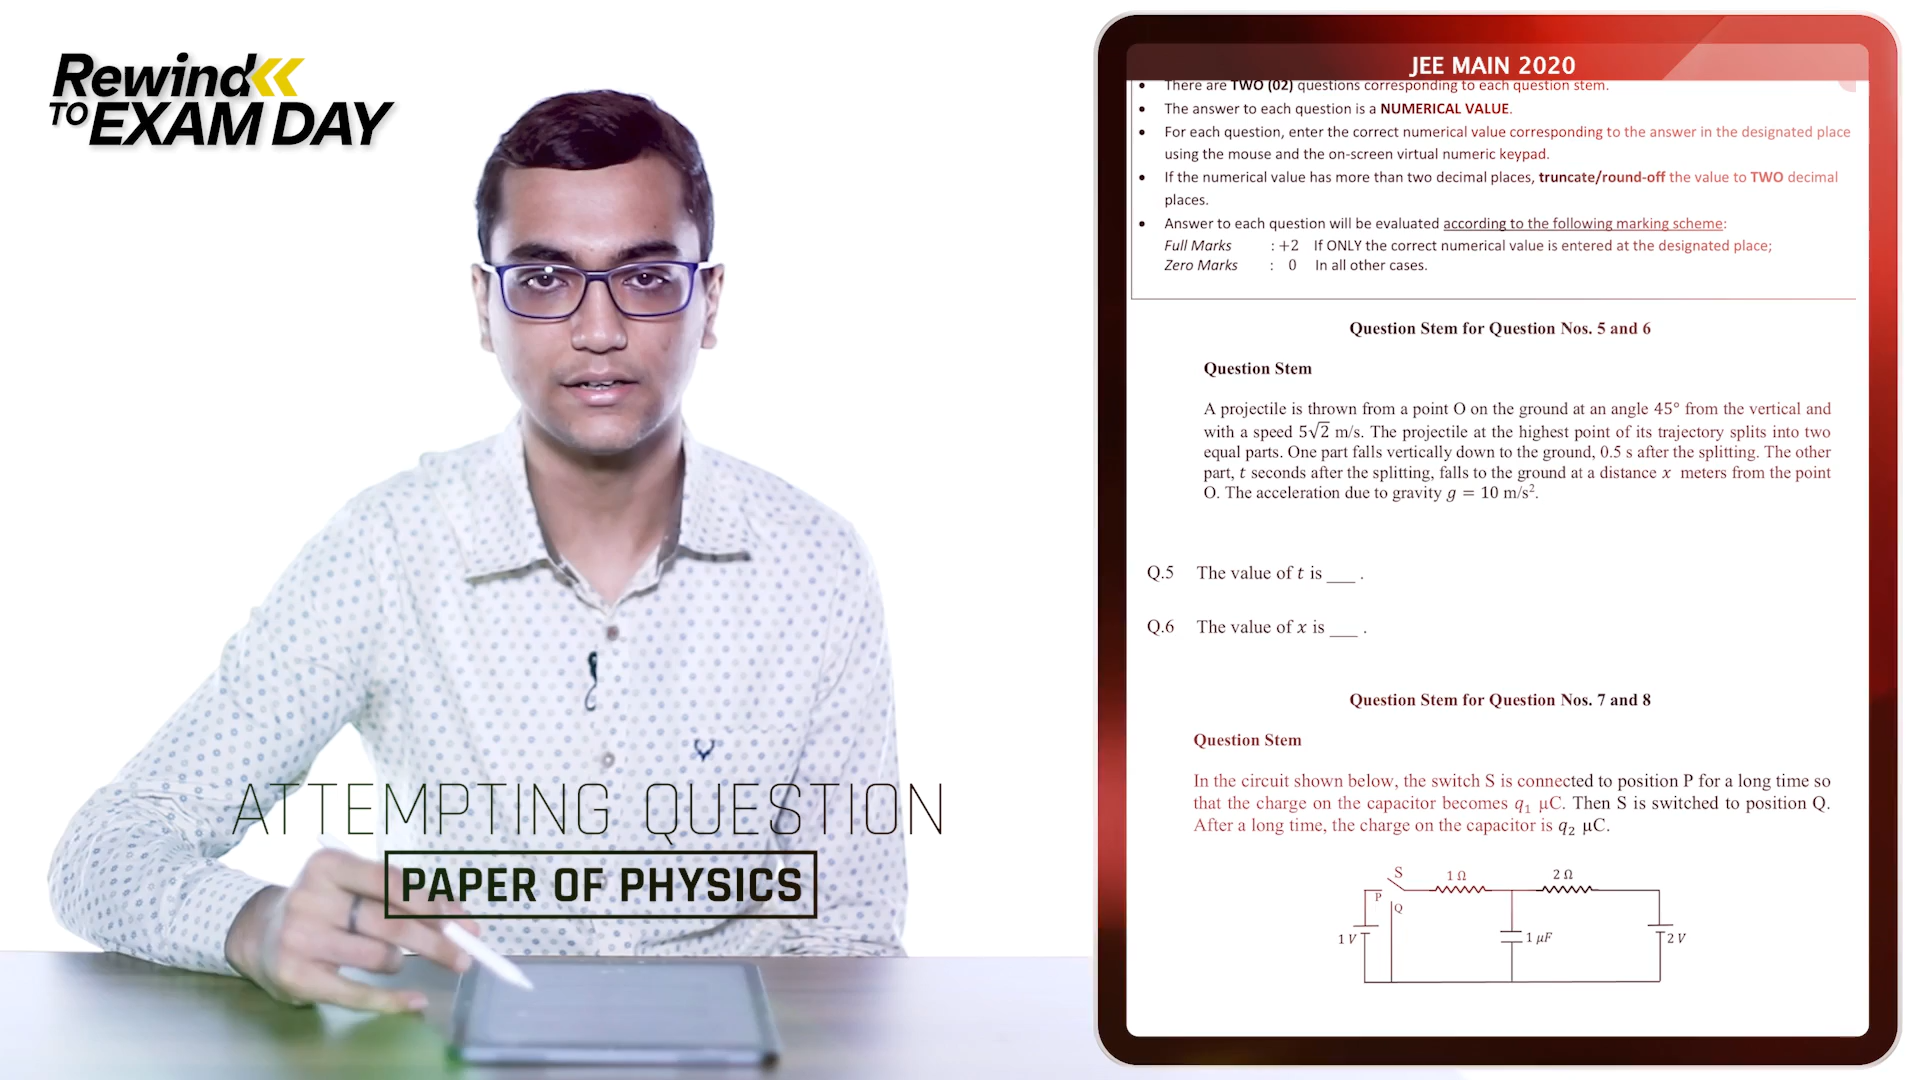 Rewind
TO EXAM DAY
ATTEMPTING QUESTION
PAPER OF PHYSICS
JEE MAIN 2020
• There are TWO (02) questions corresponding to each question stem.
• The answer to each question is a NUMERICAL VALUE.
• For each question, enter the correct numerical value corresponding to the answer in the designated place
using the mouse and the on-screen virtual numeric keypad.
• If the numerical value has more than two decimal places, truncate/round-off the value to TWO decimal
places.
• Answer to each question will be evaluated according to the following marking scheme:
Full Marks : +2 If ONLY the correct numerical value is entered at the designated place;
Zero Marks : 0 In all other cases.
Question Stem for Question Nos. 5 and 6
Question Stem
A projectile is thrown from a point O on the ground at an angle 45° from the vertical and
with a speed 5√2 m/s. The projectile at the highest point of its trajectory splits into two
equal parts. One part falls vertically down to the ground, 0.5 s after the splitting. The other
part, t seconds after the splitting, falls to the ground at a distance x meters from the point
O. The acceleration due to gravity g = 10 m/s².
Q.5 The value of t is ___ .
Q.6 The value of x is ___ .
Question Stem for Question Nos. 7 and 8
Question Stem
In the circuit shown below, the switch S is connected to position P for a long time so
that the charge on the capacitor becomes q₁ μC. Then S is switched to position Q.
After a long time, the charge on the capacitor is q₂ μC.
S 1 Ω 2 Ω
P
Q
1 V 1 μF 2 V